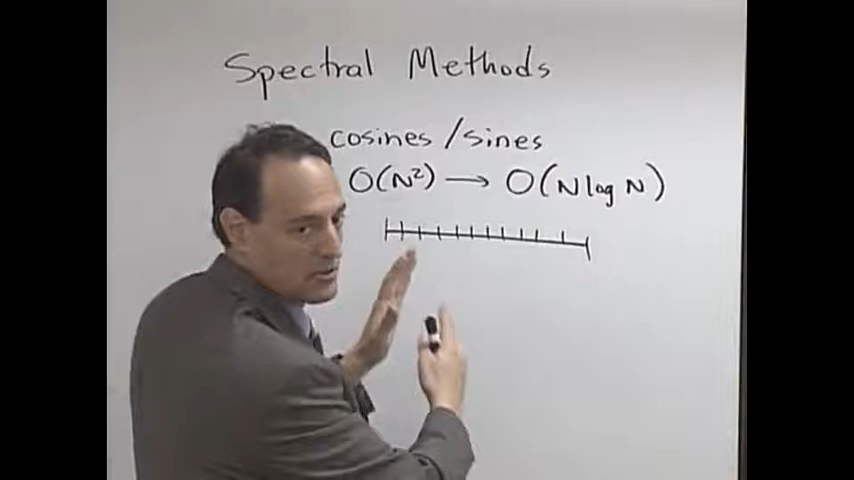 Spectral Methods
cosines / sines
O(N²) → O(N log N)